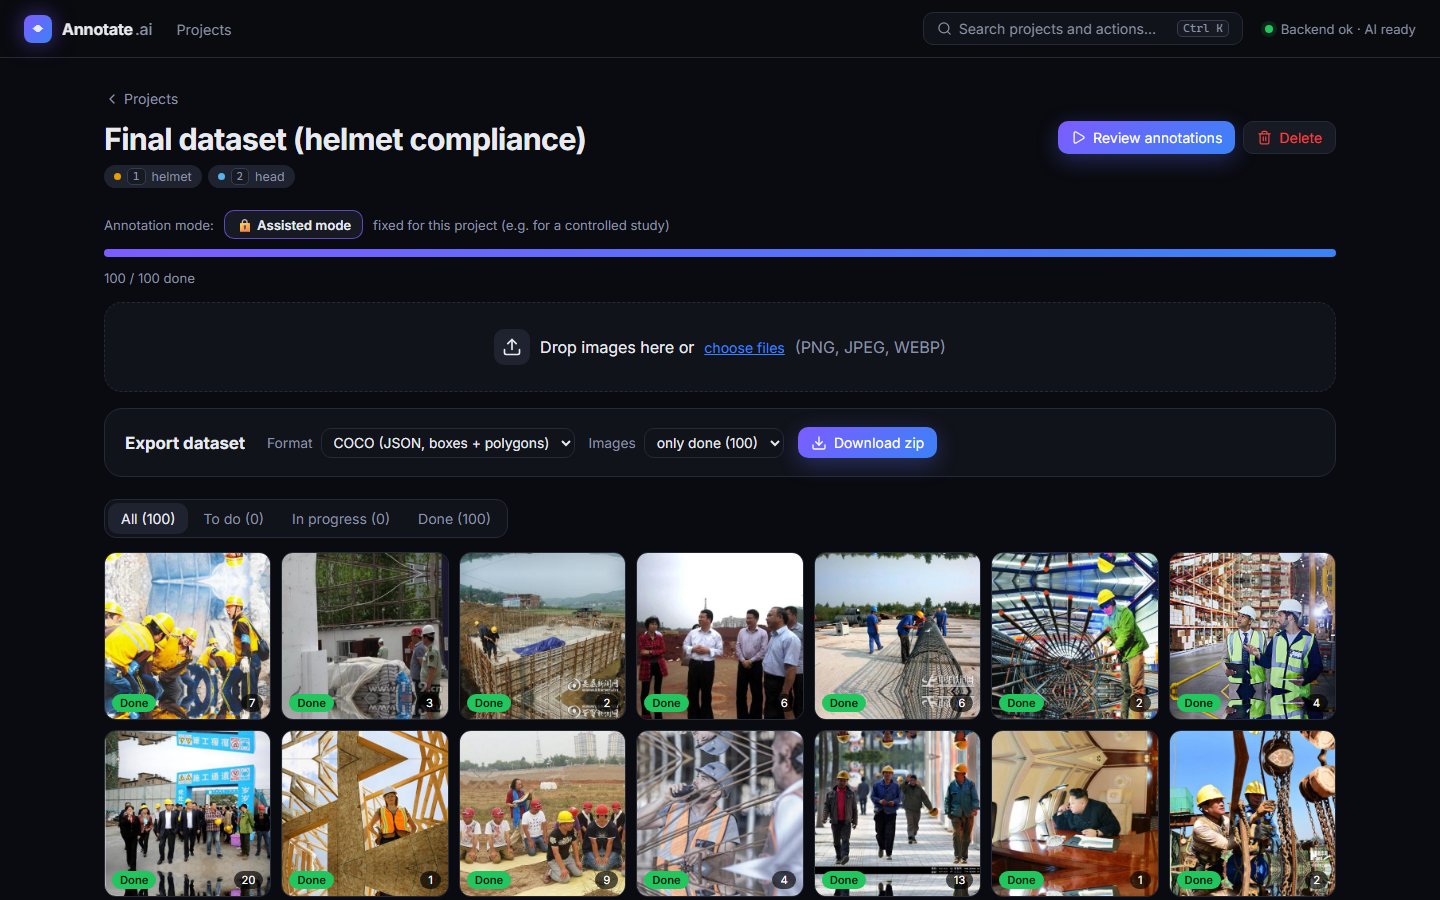 Annotate.ai
Projects
Search projects and actions...
Ctrl K
Backend ok · AI ready
Projects
Final dataset (helmet compliance)
Review annotations
Delete
1 helmet
2 head
Annotation mode:
Assisted mode
fixed for this project (e.g. for a controlled study)
100 / 100 done
Drop images here or choose files (PNG, JPEG, WEBP)
Export dataset
Format
COCO (JSON, boxes + polygons)
Images
only done (100)
Download zip
All (100)
To do (0)
In progress (0)
Done (100)
Done 7
Done 3
Done 2
Done 6
Done 6
Done 2
Done 4
Done 20
Done 1
Done 9
Done 4
Done 13
Done 1
Done 2